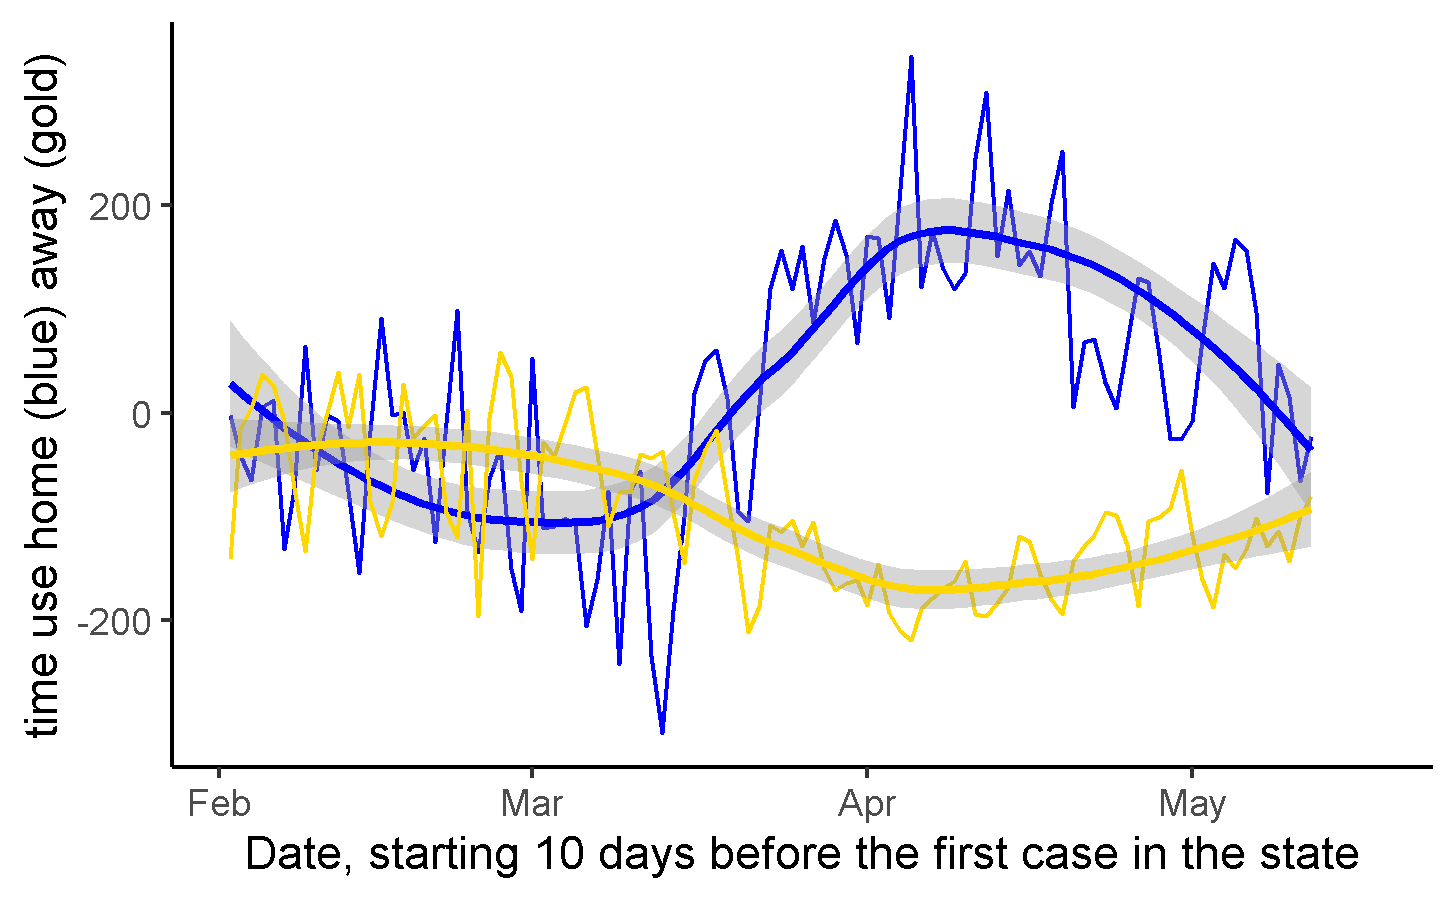 time use home (blue) away (gold)
200
0
-200
Feb
Mar
Apr
May
Date, starting 10 days before the first case in the state